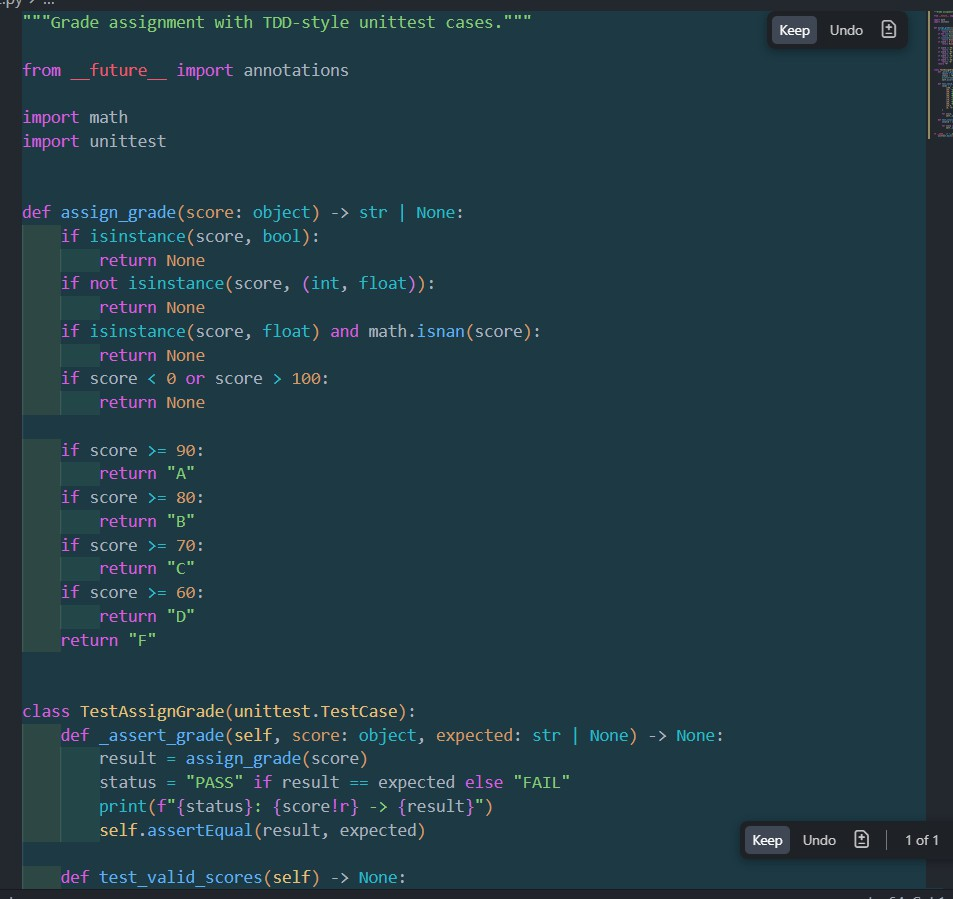 .py > ...
"""Grade assignment with TDD-style unittest cases."""
Keep Undo
from __future__ import annotations
import math
import unittest
def assign_grade(score: object) -> str | None:
    if isinstance(score, bool):
        return None
    if not isinstance(score, (int, float)):
        return None
    if isinstance(score, float) and math.isnan(score):
        return None
    if score < 0 or score > 100:
        return None
    if score >= 90:
        return "A"
    if score >= 80:
        return "B"
    if score >= 70:
        return "C"
    if score >= 60:
        return "D"
    return "F"
class TestAssignGrade(unittest.TestCase):
    def _assert_grade(self, score: object, expected: str | None) -> None:
        result = assign_grade(score)
        status = "PASS" if result == expected else "FAIL"
        print(f"{status}: {score!r} -> {result}")
        self.assertEqual(result, expected)
Keep Undo 1 of 1
    def test_valid_scores(self) -> None: